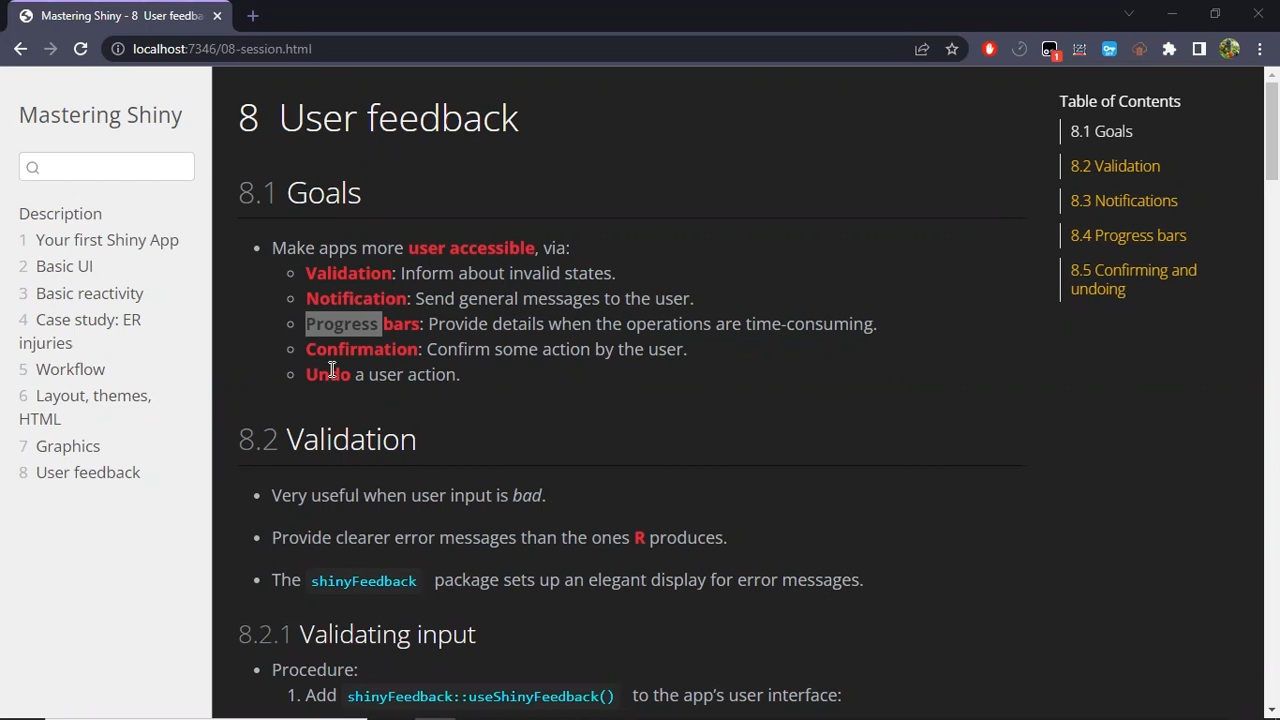 Mastering Shiny - 8 User feedba
localhost:7346/08-session.html
1
Mastering Shiny
Description
1 Your first Shiny App
2 Basic UI
3 Basic reactivity
4 Case study: ER
injuries
5 Workflow
6 Layout, themes,
HTML
7 Graphics
8 User feedback
8 User feedback
8.1 Goals
Make apps more user accessible, via:
Validation: Inform about invalid states.
Notification: Send general messages to the user.
Progress bars: Provide details when the operations are time-consuming.
Confirmation: Confirm some action by the user.
Undo a user action.
8.2 Validation
Very useful when user input is bad.
Provide clearer error messages than the ones R produces.
The shinyFeedback package sets up an elegant display for error messages.
8.2.1 Validating input
Procedure:
1. Add shinyFeedback::useShinyFeedback() to the app's user interface:
Table of Contents
8.1 Goals
8.2 Validation
8.3 Notifications
8.4 Progress bars
8.5 Confirming and
undoing